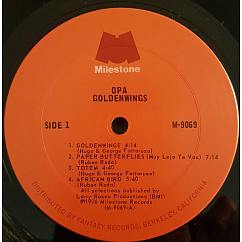 Milestone
OPA
GOLDENWINGS
SIDE 1
M-9069
1. GOLDENWINGS 4:14
(Hugo & George Fattoruso)
2. PAPER BUTTERFLIES (Muy Lejo Te Vas) 7:14
(Ruben Rada)
3. TOTEM 4:40
(Hugo & George Fattoruso)
4. AFRICAN BIRD 5:40
(Ruben Rada)
All selections published by
Larry Rosen Productions (BMI)
℗1976 Milestone Records
(M-9069-A)
DISTRIBUTED BY FANTASY RECORDS, BERKELEY, CALIFORNIA